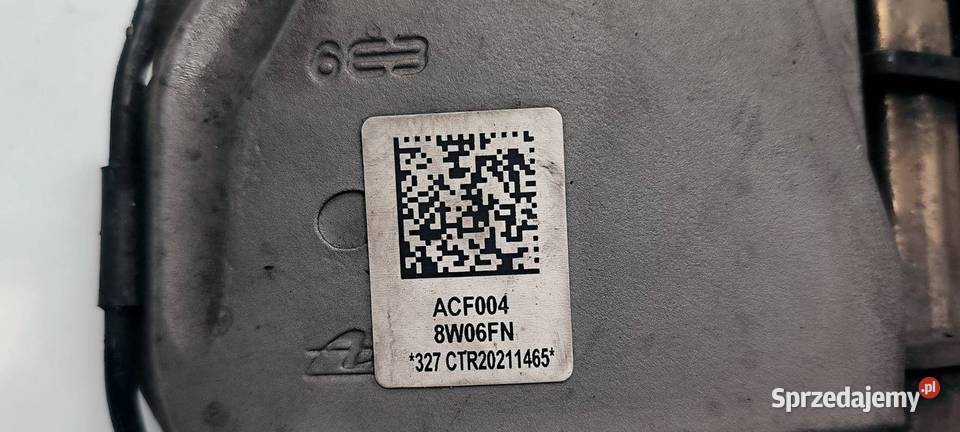 ACF004
8W06FN
*327 CTR20211465*
Sprzedajemy.pl